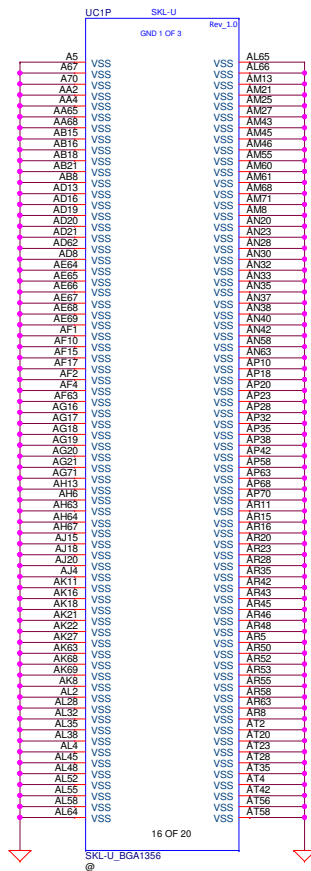 UC1P SKL-U
Rev_1.0
GND 1 OF 3
A5 VSS VSS AL65
A67 VSS VSS AL66
A70 VSS VSS AM13
AA2 VSS VSS AM21
AA4 VSS VSS AM25
AA65 VSS VSS AM27
AA68 VSS VSS AM43
AB15 VSS VSS AM45
AB16 VSS VSS AM46
AB18 VSS VSS AM55
AB21 VSS VSS AM60
AB8 VSS VSS AM61
AD13 VSS VSS AM68
AD16 VSS VSS AM71
AD19 VSS VSS AM8
AD20 VSS VSS AN20
AD21 VSS VSS AN23
AD62 VSS VSS AN28
AD8 VSS VSS AN30
AE64 VSS VSS AN32
AE65 VSS VSS AN33
AE66 VSS VSS AN35
AE67 VSS VSS AN37
AE68 VSS VSS AN38
AE69 VSS VSS AN40
AF1 VSS VSS AN42
AF10 VSS VSS AN58
AF15 VSS VSS AN63
AF17 VSS VSS AP10
AF2 VSS VSS AP18
AF4 VSS VSS AP20
AF63 VSS VSS AP23
AG16 VSS VSS AP28
AG17 VSS VSS AP32
AG18 VSS VSS AP35
AG19 VSS VSS AP38
AG20 VSS VSS AP42
AG21 VSS VSS AP58
AG71 VSS VSS AP63
AH13 VSS VSS AP68
AH6 VSS VSS AP70
AH63 VSS VSS AR11
AH64 VSS VSS AR15
AH67 VSS VSS AR16
AJ15 VSS VSS AR20
AJ18 VSS VSS AR23
AJ20 VSS VSS AR28
AJ4 VSS VSS AR35
AK11 VSS VSS AR42
AK16 VSS VSS AR43
AK18 VSS VSS AR45
AK21 VSS VSS AR46
AK22 VSS VSS AR48
AK27 VSS VSS AR5
AK63 VSS VSS AR50
AK68 VSS VSS AR52
AK69 VSS VSS AR53
AK8 VSS VSS AR55
AL2 VSS VSS AR58
AL28 VSS VSS AR63
AL32 VSS VSS AR8
AL35 VSS VSS AT2
AL38 VSS VSS AT20
AL4 VSS VSS AT23
AL45 VSS VSS AT28
AL48 VSS VSS AT35
AL52 VSS VSS AT4
AL55 VSS VSS AT42
AL58 VSS VSS AT56
AL64 VSS VSS AT58
16 OF 20
SKL-U_BGA1356
@